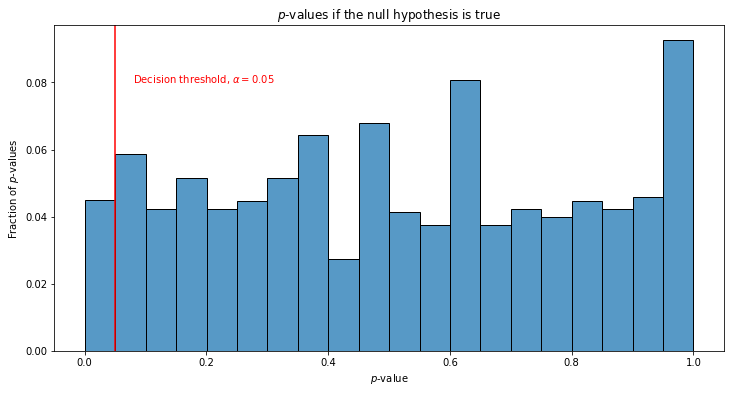 p-values if the null hypothesis is true
Decision threshold, α = 0.05
Fraction of p-values
0.08
0.06
0.04
0.02
0.00
0.0 0.2 0.4 0.6 0.8 1.0
p-value